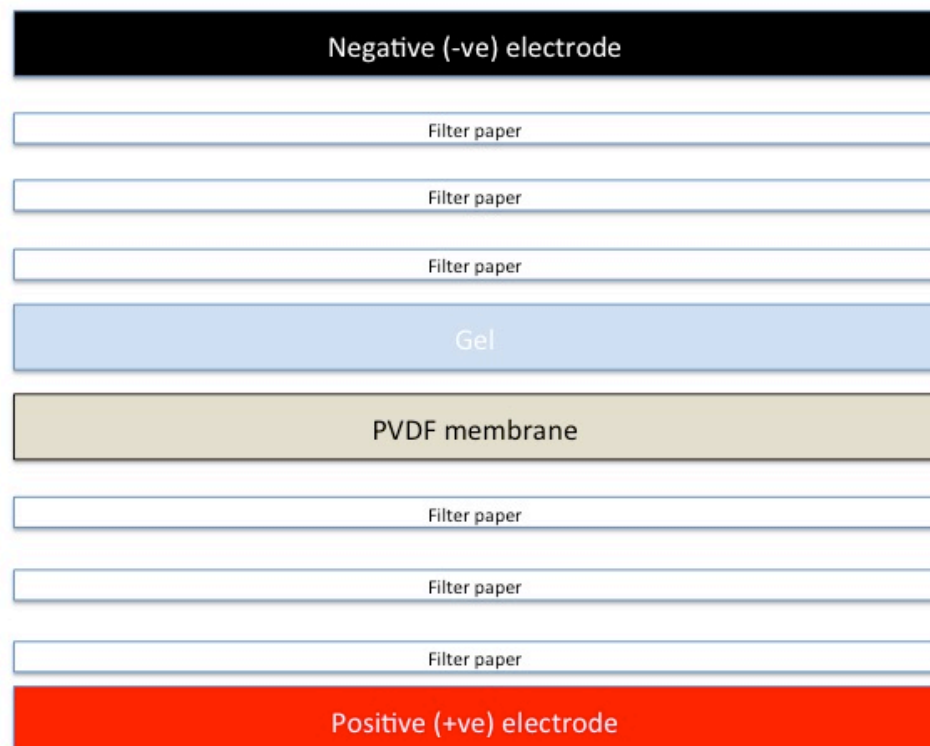 Negative (-ve) electrode
Filter paper
Filter paper
Filter paper
Gel
PVDF membrane
Filter paper
Filter paper
Filter paper
Positive (+ve) electrode